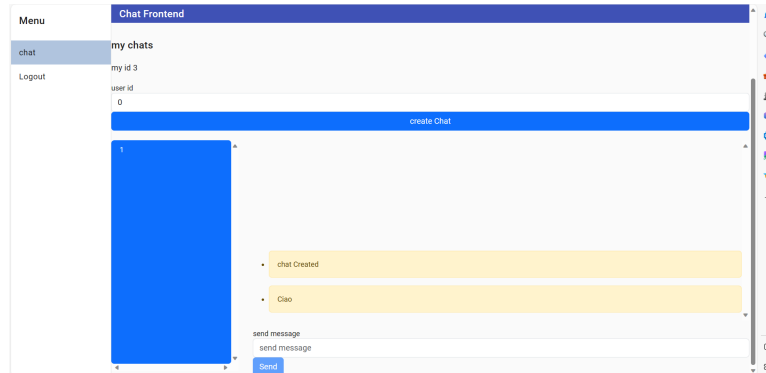 Menu
chat
Logout
Chat Frontend
my chats
my id 3
user id
0
create Chat
1
chat Created
Ciao
send message
send message
Send